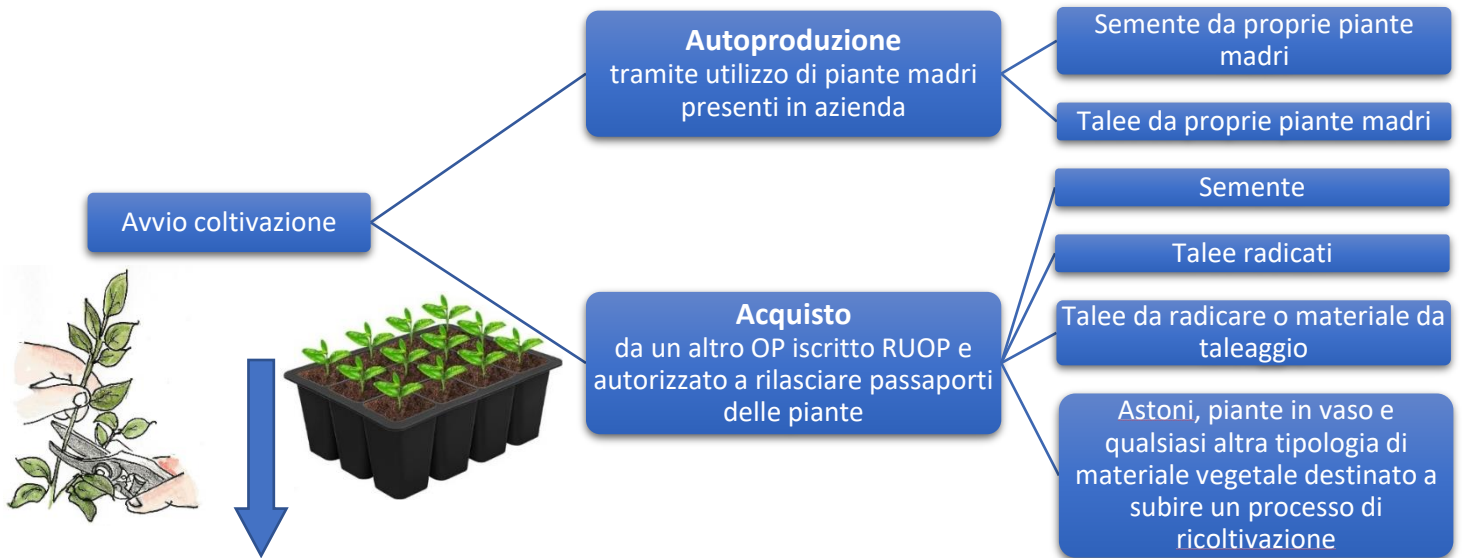 Avvio coltivazione
Autoproduzione
tramite utilizzo di piante madri
presenti in azienda
Semente da proprie piante
madri
Talee da proprie piante madri
Acquisto
da un altro OP iscritto RUOP e
autorizzato a rilasciare passaporti
delle piante
Semente
Talee radicati
Talee da radicare o materiale da
taleaggio
Astoni, piante in vaso e
qualsiasi altra tipologia di
materiale vegetale destinato a
subire un processo di
ricoltivazione